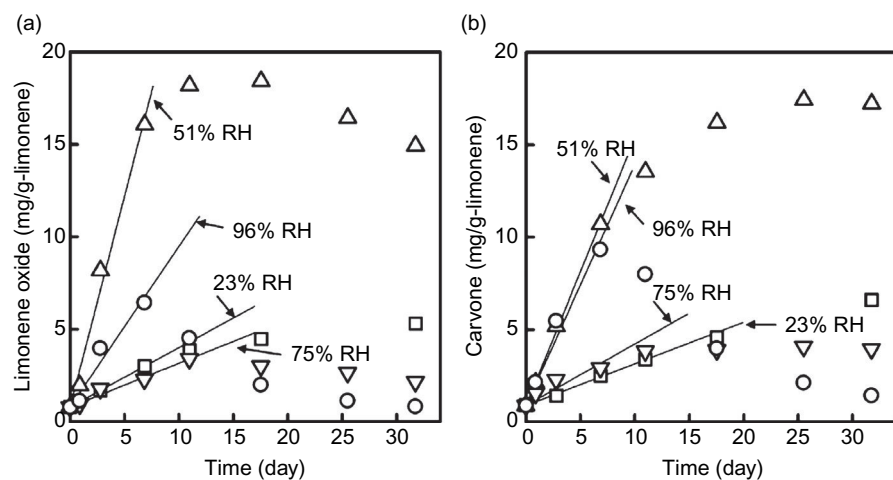 (a)
Limonene oxide (mg/g-limonene)
20
15
10
5
0
51% RH
96% RH
23% RH
75% RH
0 5 10 15 20 25 30
Time (day)
(b)
Carvone (mg/g-limonene)
20
15
10
5
0
51% RH
96% RH
75% RH
23% RH
0 5 10 15 20 25 30
Time (day)